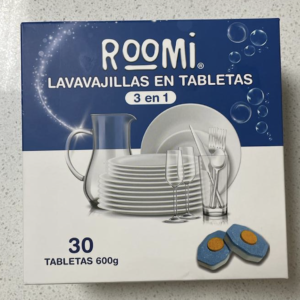 ROOMi®
LAVAVAJILLAS EN TABLETAS
3 en 1
30
TABLETAS 600g